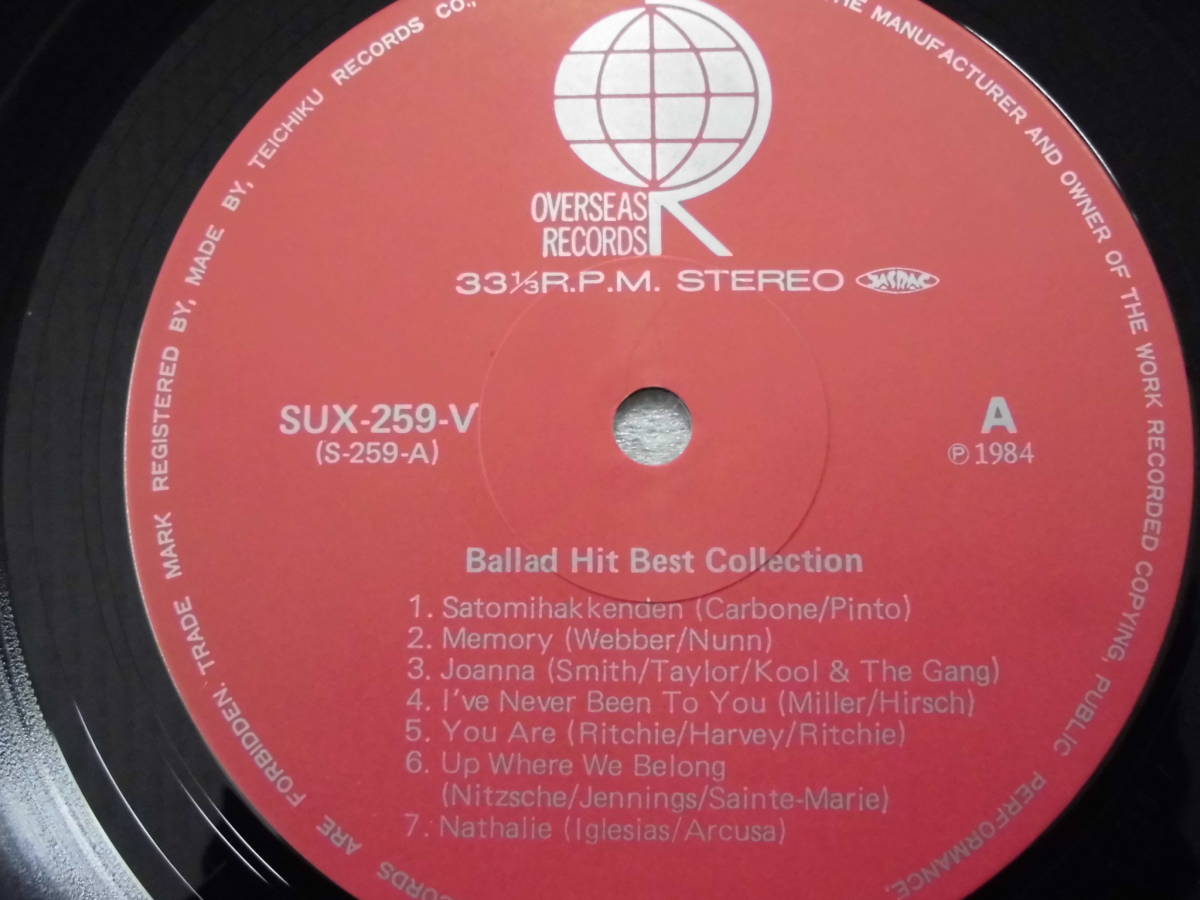 OVERSEAS
RECORDS
33⅓R.P.M. STEREO JASRAC
SUX-259-V
(S-259-A)
A
℗ 1984
Ballad Hit Best Collection
1. Satomihakkenden (Carbone/Pinto)
2. Memory (Webber/Nunn)
3. Joanna (Smith/Taylor/Kool & The Gang)
4. I've Never Been To You (Miller/Hirsch)
5. You Are (Ritchie/Harvey/Ritchie)
6. Up Where We Belong
(Nitzsche/Jennings/Sainte-Marie)
7. Nathalie (Iglesias/Arcusa)
THE MANUFACTURER AND OWNER OF THE WORK RECORDED COPYING, PUBLIC PERFORMANCE,
RECORDS ARE FORBIDDEN. TRADE MARK REGISTERED BY, MADE BY, TEICHIKU RECORDS CO.,